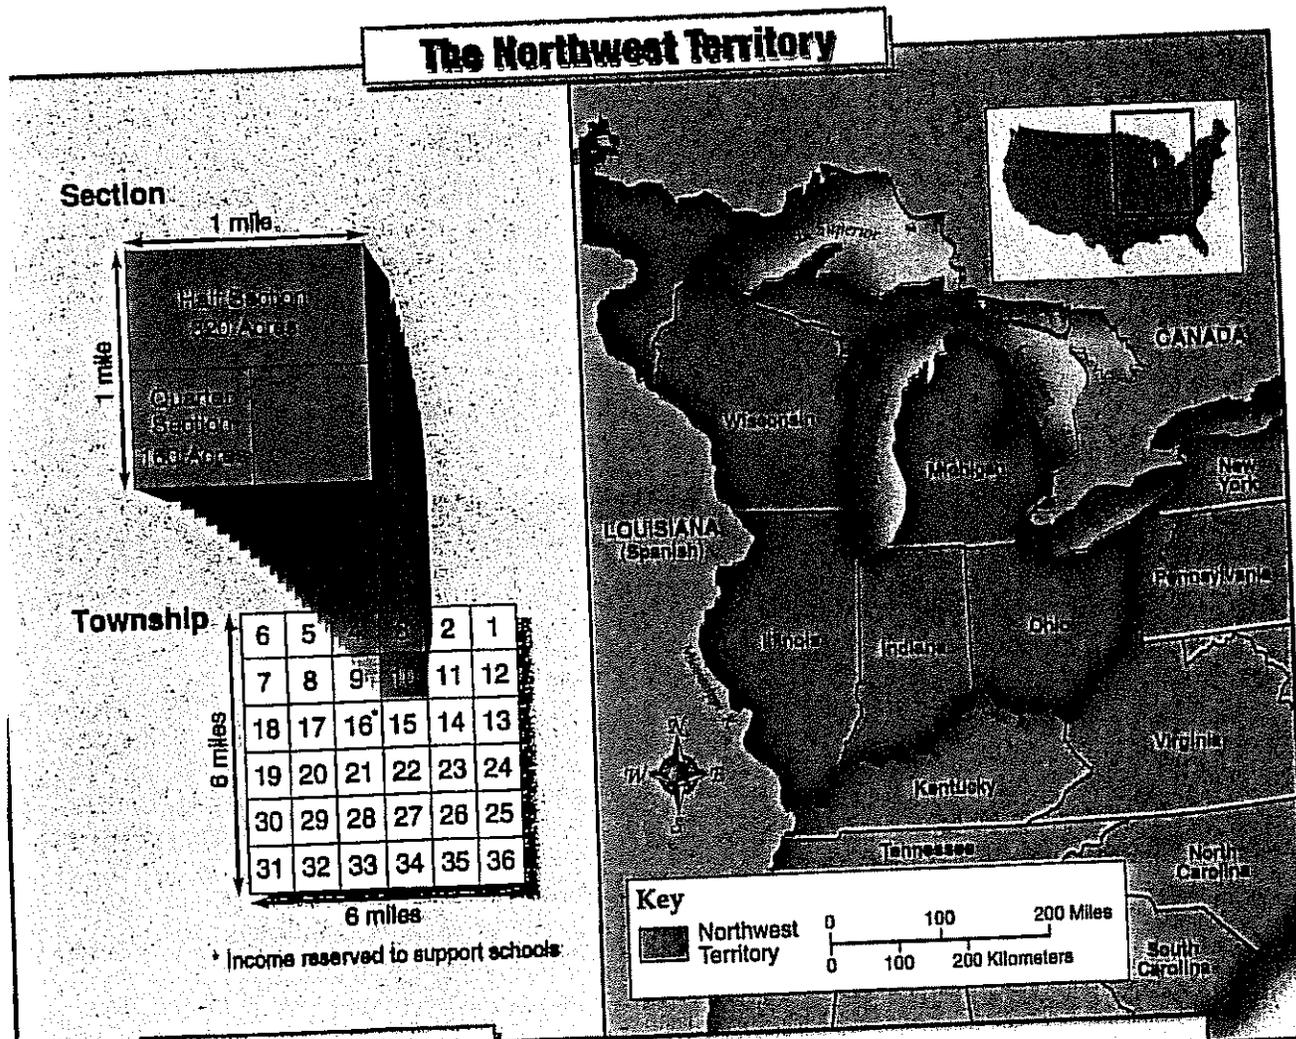 The Northwest Territory
Section
1 mile
1 mile
Half Section
320 Acres
Quarter
Section
160 Acres
Township
6 5 4 3 2 1
7 8 9 10 11 12
18 17 16* 15 14 13
19 20 21 22 23 24
30 29 28 27 26 25
31 32 33 34 35 36
6 miles
6 miles
* Income reserved to support schools
Superior
CANADA
Wisconsin
Michigan
New
York
LOUISIANA
(Spanish)
Pennsylvania
Illinois
Indiana
Ohio
N
W E
S
Virginia
Kentucky
Tennessee
North
Carolina
South
Carolina
Key
Northwest
Territory
0 100 200 Miles
0 100 200 Kilometers